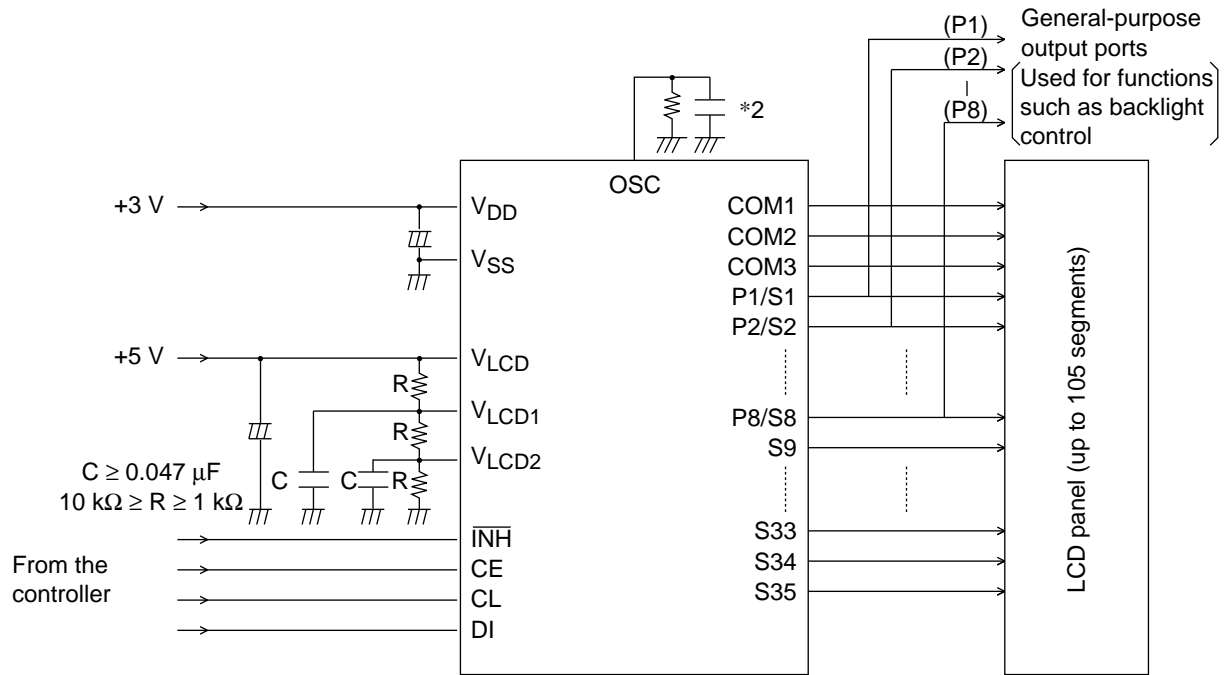 (P1)
General-purpose
output ports
(P2)
Used for functions
such as backlight
control
(P8)
*2
OSC
+3 V
VDD
VSS
+5 V
VLCD
R
VLCD1
R
VLCD2
C
C
R
C ≥ 0.047 μF
10 kΩ ≥ R ≥ 1 kΩ
From the
controller
INH
CE
CL
DI
COM1
COM2
COM3
P1/S1
P2/S2
P8/S8
S9
S33
S34
S35
LCD panel (up to 105 segments)